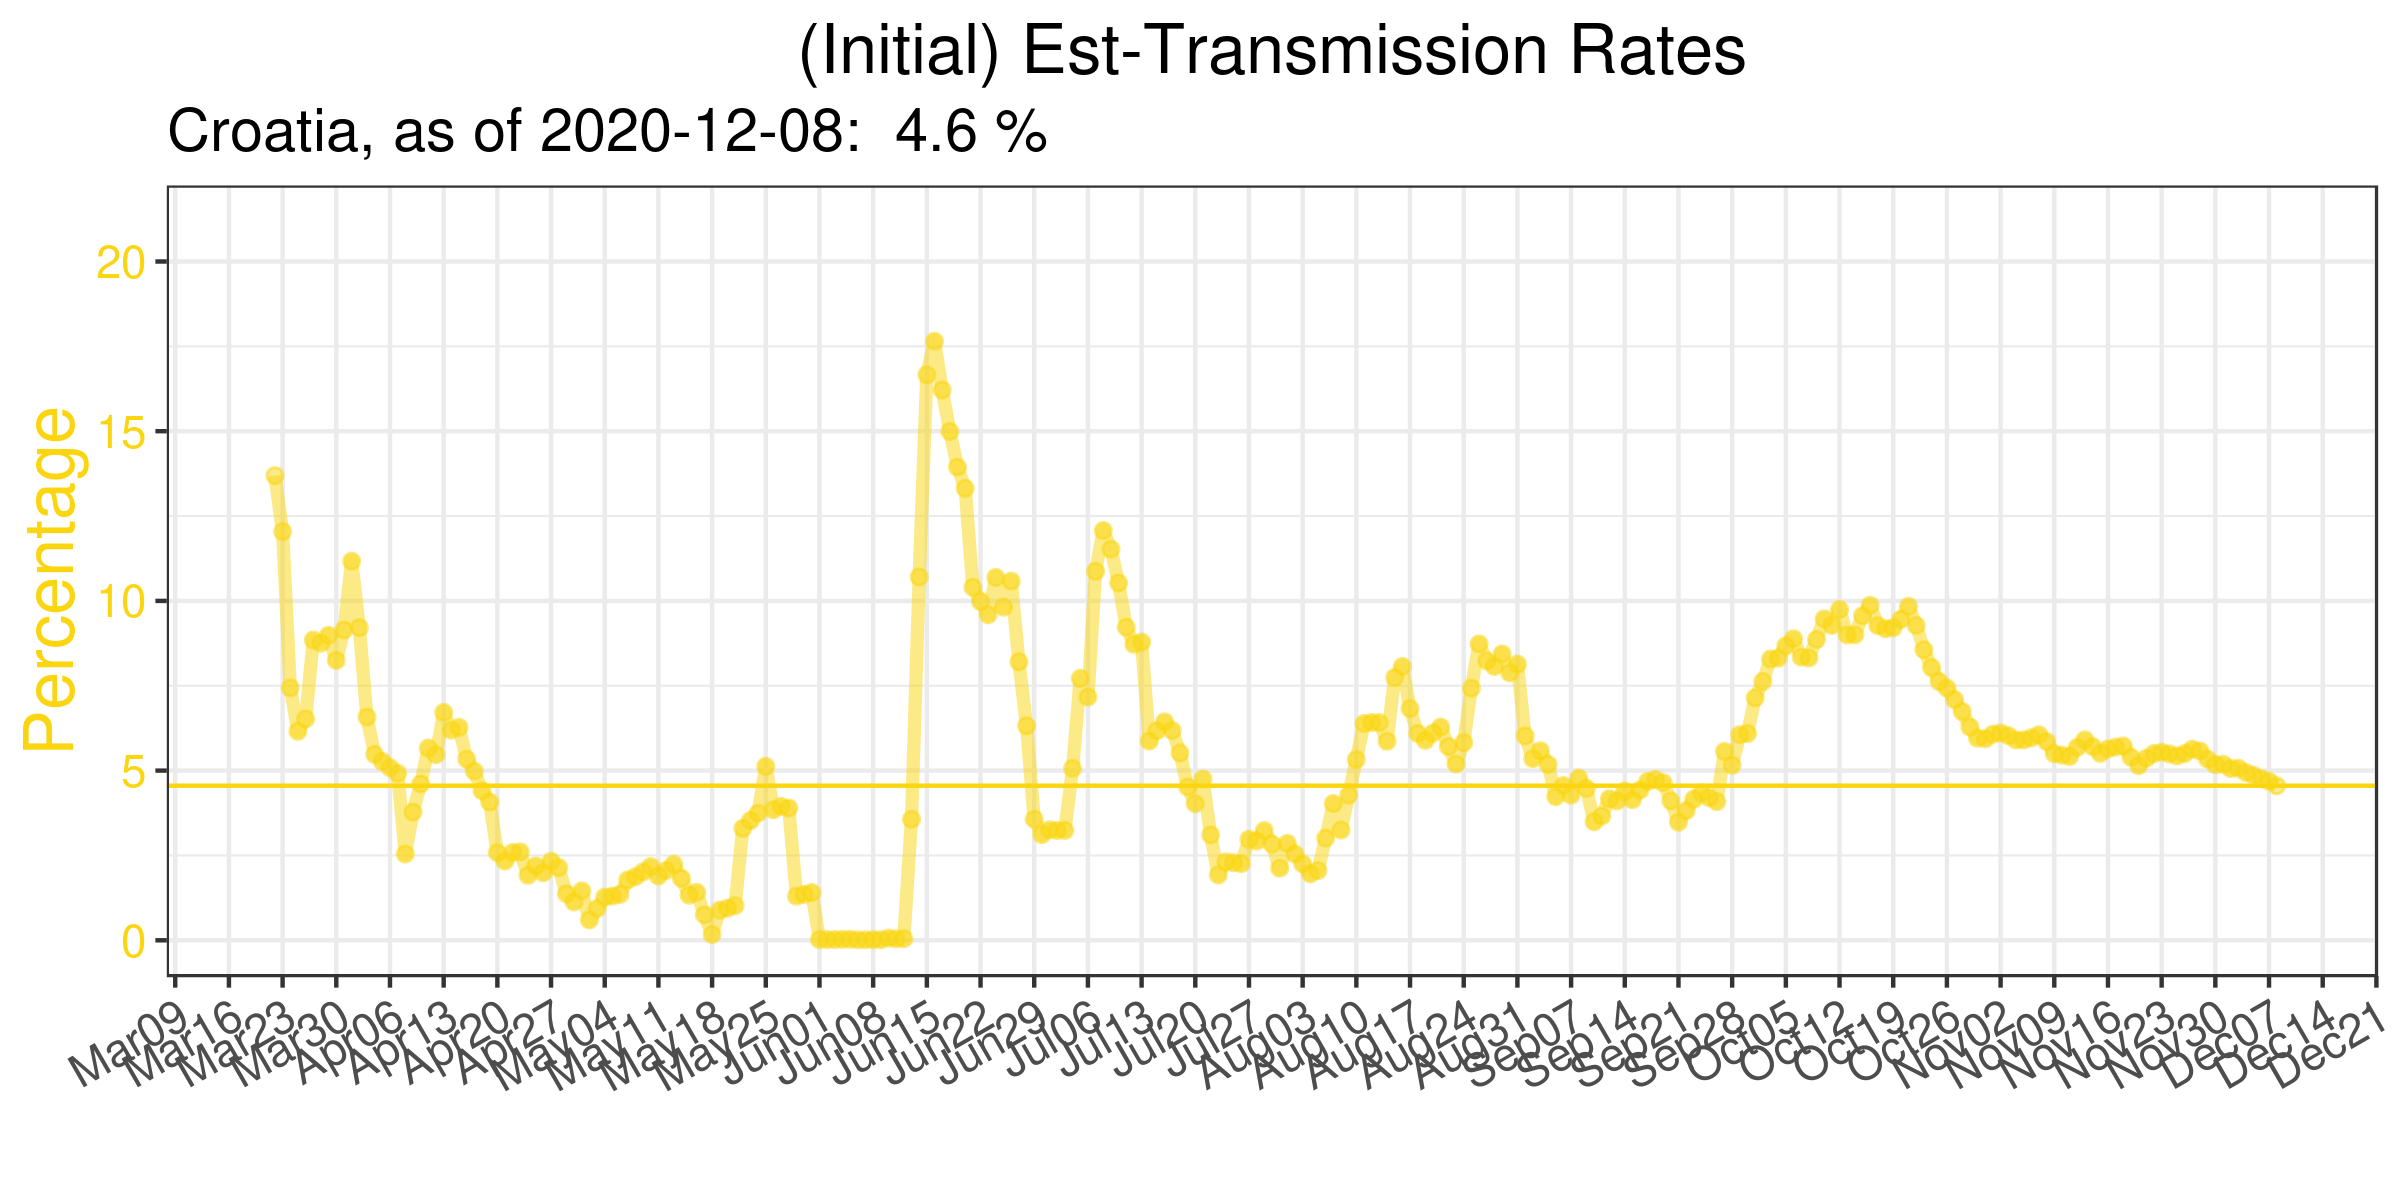 (Initial) Est-Transmission Rates
Croatia, as of 2020-12-08:  4.6 %
Percentage
20
15
10
5
0
Mar09
Mar16
Mar23
Mar30
Apr06
Apr13
Apr20
Apr27
May04
May11
May18
May25
Jun01
Jun08
Jun15
Jun22
Jun29
Jul06
Jul13
Jul20
Jul27
Aug03
Aug10
Aug17
Aug24
Aug31
Sep07
Sep14
Sep21
Sep28
Oct05
Oct12
Oct19
Oct26
Nov02
Nov09
Nov16
Nov23
Nov30
Dec07
Dec14
Dec21